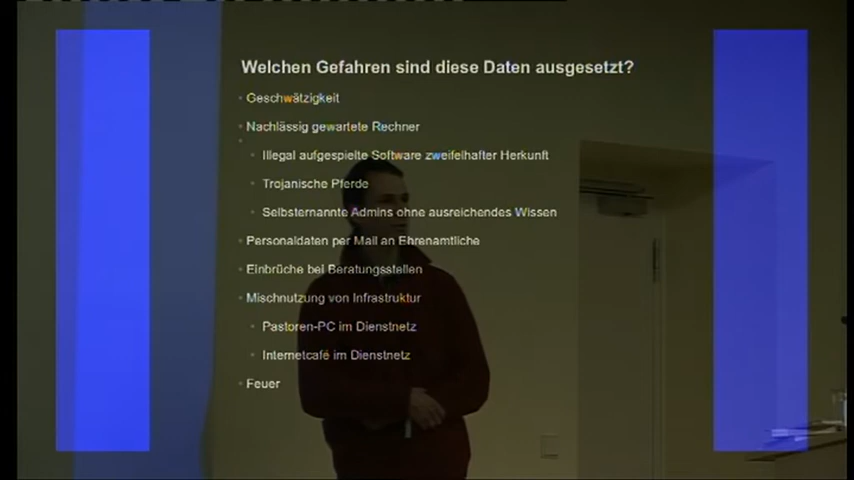 Welchen Gefahren sind diese Daten ausgesetzt?
Geschwätzigkeit
Nachlässig gewartete Rechner
Illegal aufgespielte Software zweifelhafter Herkunft
Trojanische Pferde
Selbsternannte Admins ohne ausreichendes Wissen
Personaldaten per Mail an Ehrenamtliche
Einbrüche bei Beratungsstellen
Mischnutzung von Infrastruktur
Pastoren-PC im Dienstnetz
Internetcafé im Dienstnetz
Feuer